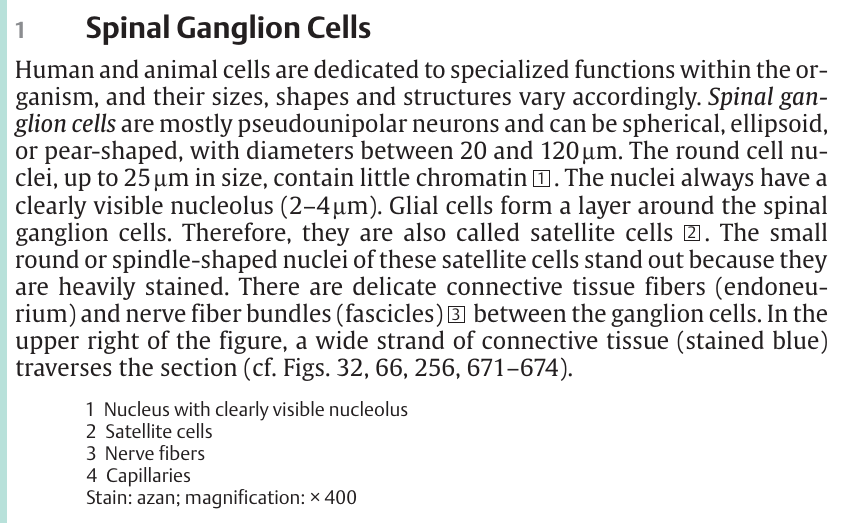 1 Spinal Ganglion Cells
Human and animal cells are dedicated to specialized functions within the or-
ganism, and their sizes, shapes and structures vary accordingly. Spinal gan-
glion cells are mostly pseudounipolar neurons and can be spherical, ellipsoid,
or pear-shaped, with diameters between 20 and 120 µm. The round cell nu-
clei, up to 25 µm in size, contain little chromatin 1. The nuclei always have a
clearly visible nucleolus (2–4 µm). Glial cells form a layer around the spinal
ganglion cells. Therefore, they are also called satellite cells 2. The small
round or spindle-shaped nuclei of these satellite cells stand out because they
are heavily stained. There are delicate connective tissue fibers (endoneu-
rium) and nerve fiber bundles (fascicles) 3 between the ganglion cells. In the
upper right of the figure, a wide strand of connective tissue (stained blue)
traverses the section (cf. Figs. 32, 66, 256, 671–674).
1 Nucleus with clearly visible nucleolus
2 Satellite cells
3 Nerve fibers
4 Capillaries
Stain: azan; magnification: × 400